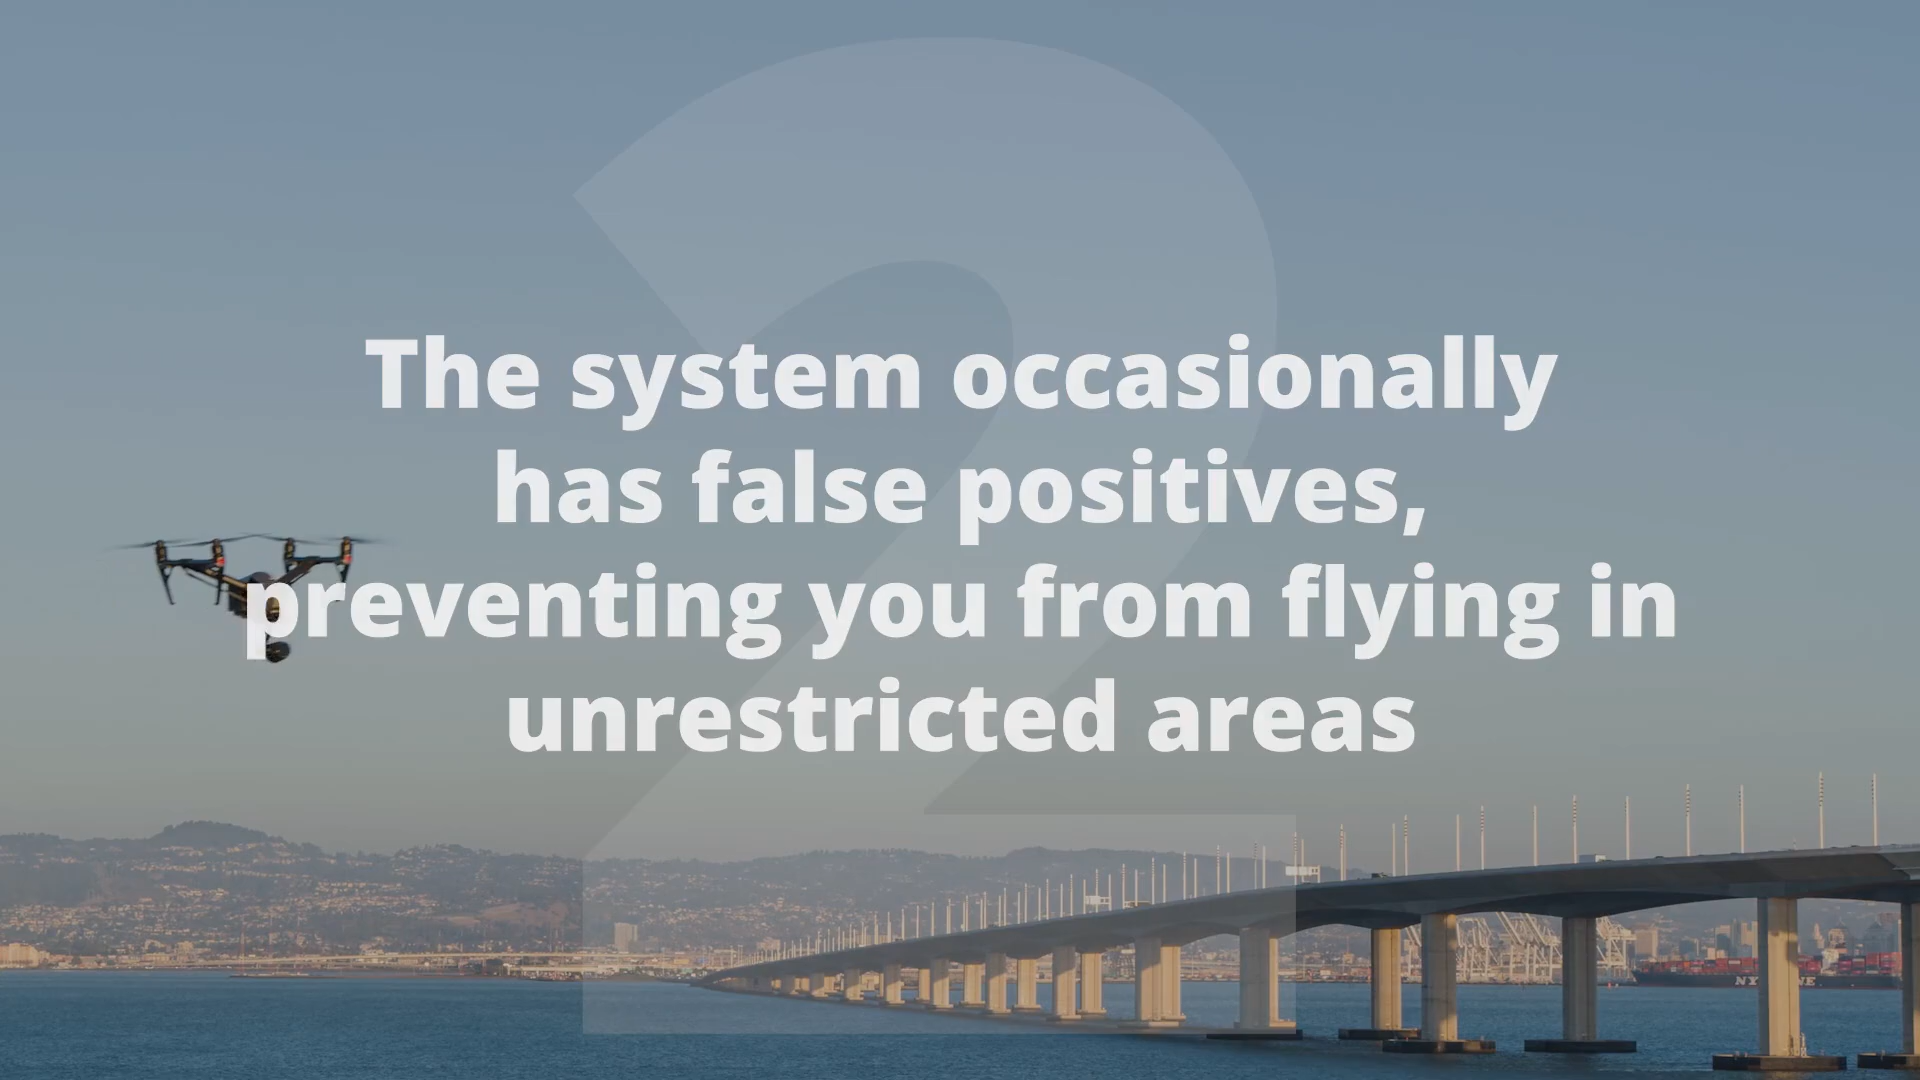 2
The system occasionally
has false positives,
preventing you from flying in
unrestricted areas